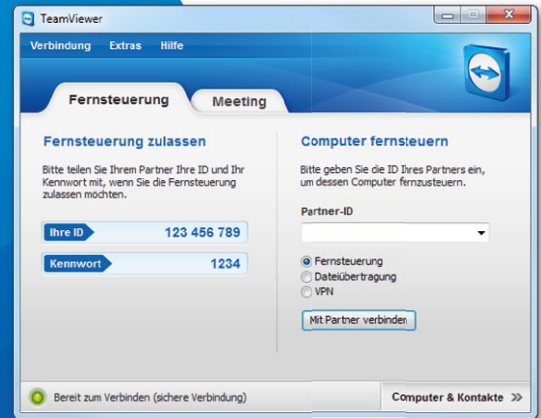 TeamViewer
Verbindung Extras Hilfe
Fernsteuerung Meeting
Fernsteuerung zulassen
Bitte teilen Sie Ihrem Partner Ihre ID und Ihr
Kennwort mit, wenn Sie die Fernsteuerung
zulassen möchten.
Ihre ID 123 456 789
Kennwort 1234
Computer fernsteuern
Bitte geben Sie die ID Ihres Partners ein,
um dessen Computer fernzusteuern.
Partner-ID
Fernsteuerung
Dateiübertragung
VPN
Mit Partner verbinden
Bereit zum Verbinden (sichere Verbindung)
Computer & Kontakte >>